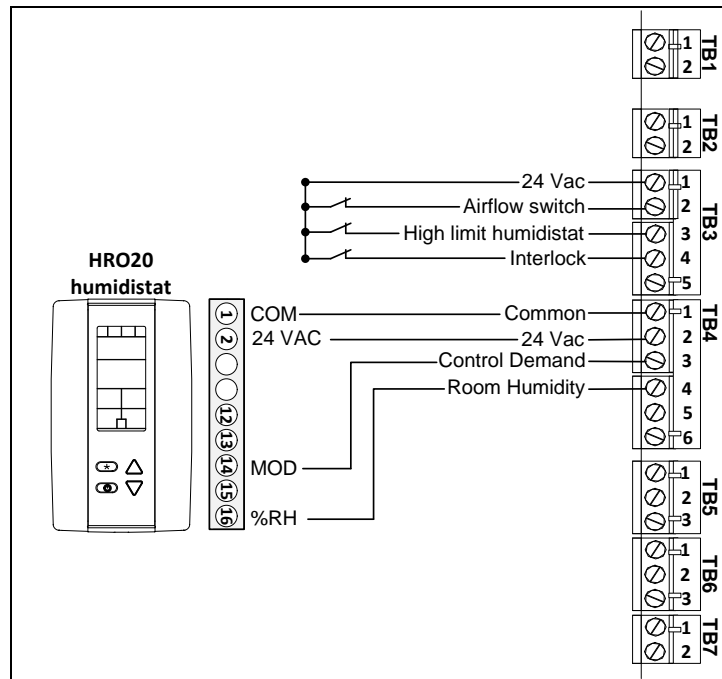 1
2
TB1
1
2
TB2
24 Vac
Airflow switch
High limit humidistat
Interlock
1
2
3
4
5
TB3
HRO20
humidistat
1 COM
2 24 VAC
12
13
14 MOD
15
16 %RH
Common
24 Vac
Control Demand
Room Humidity
1
2
3
4
5
6
TB4
1
2
3
TB5
1
2
3
TB6
1
2
TB7